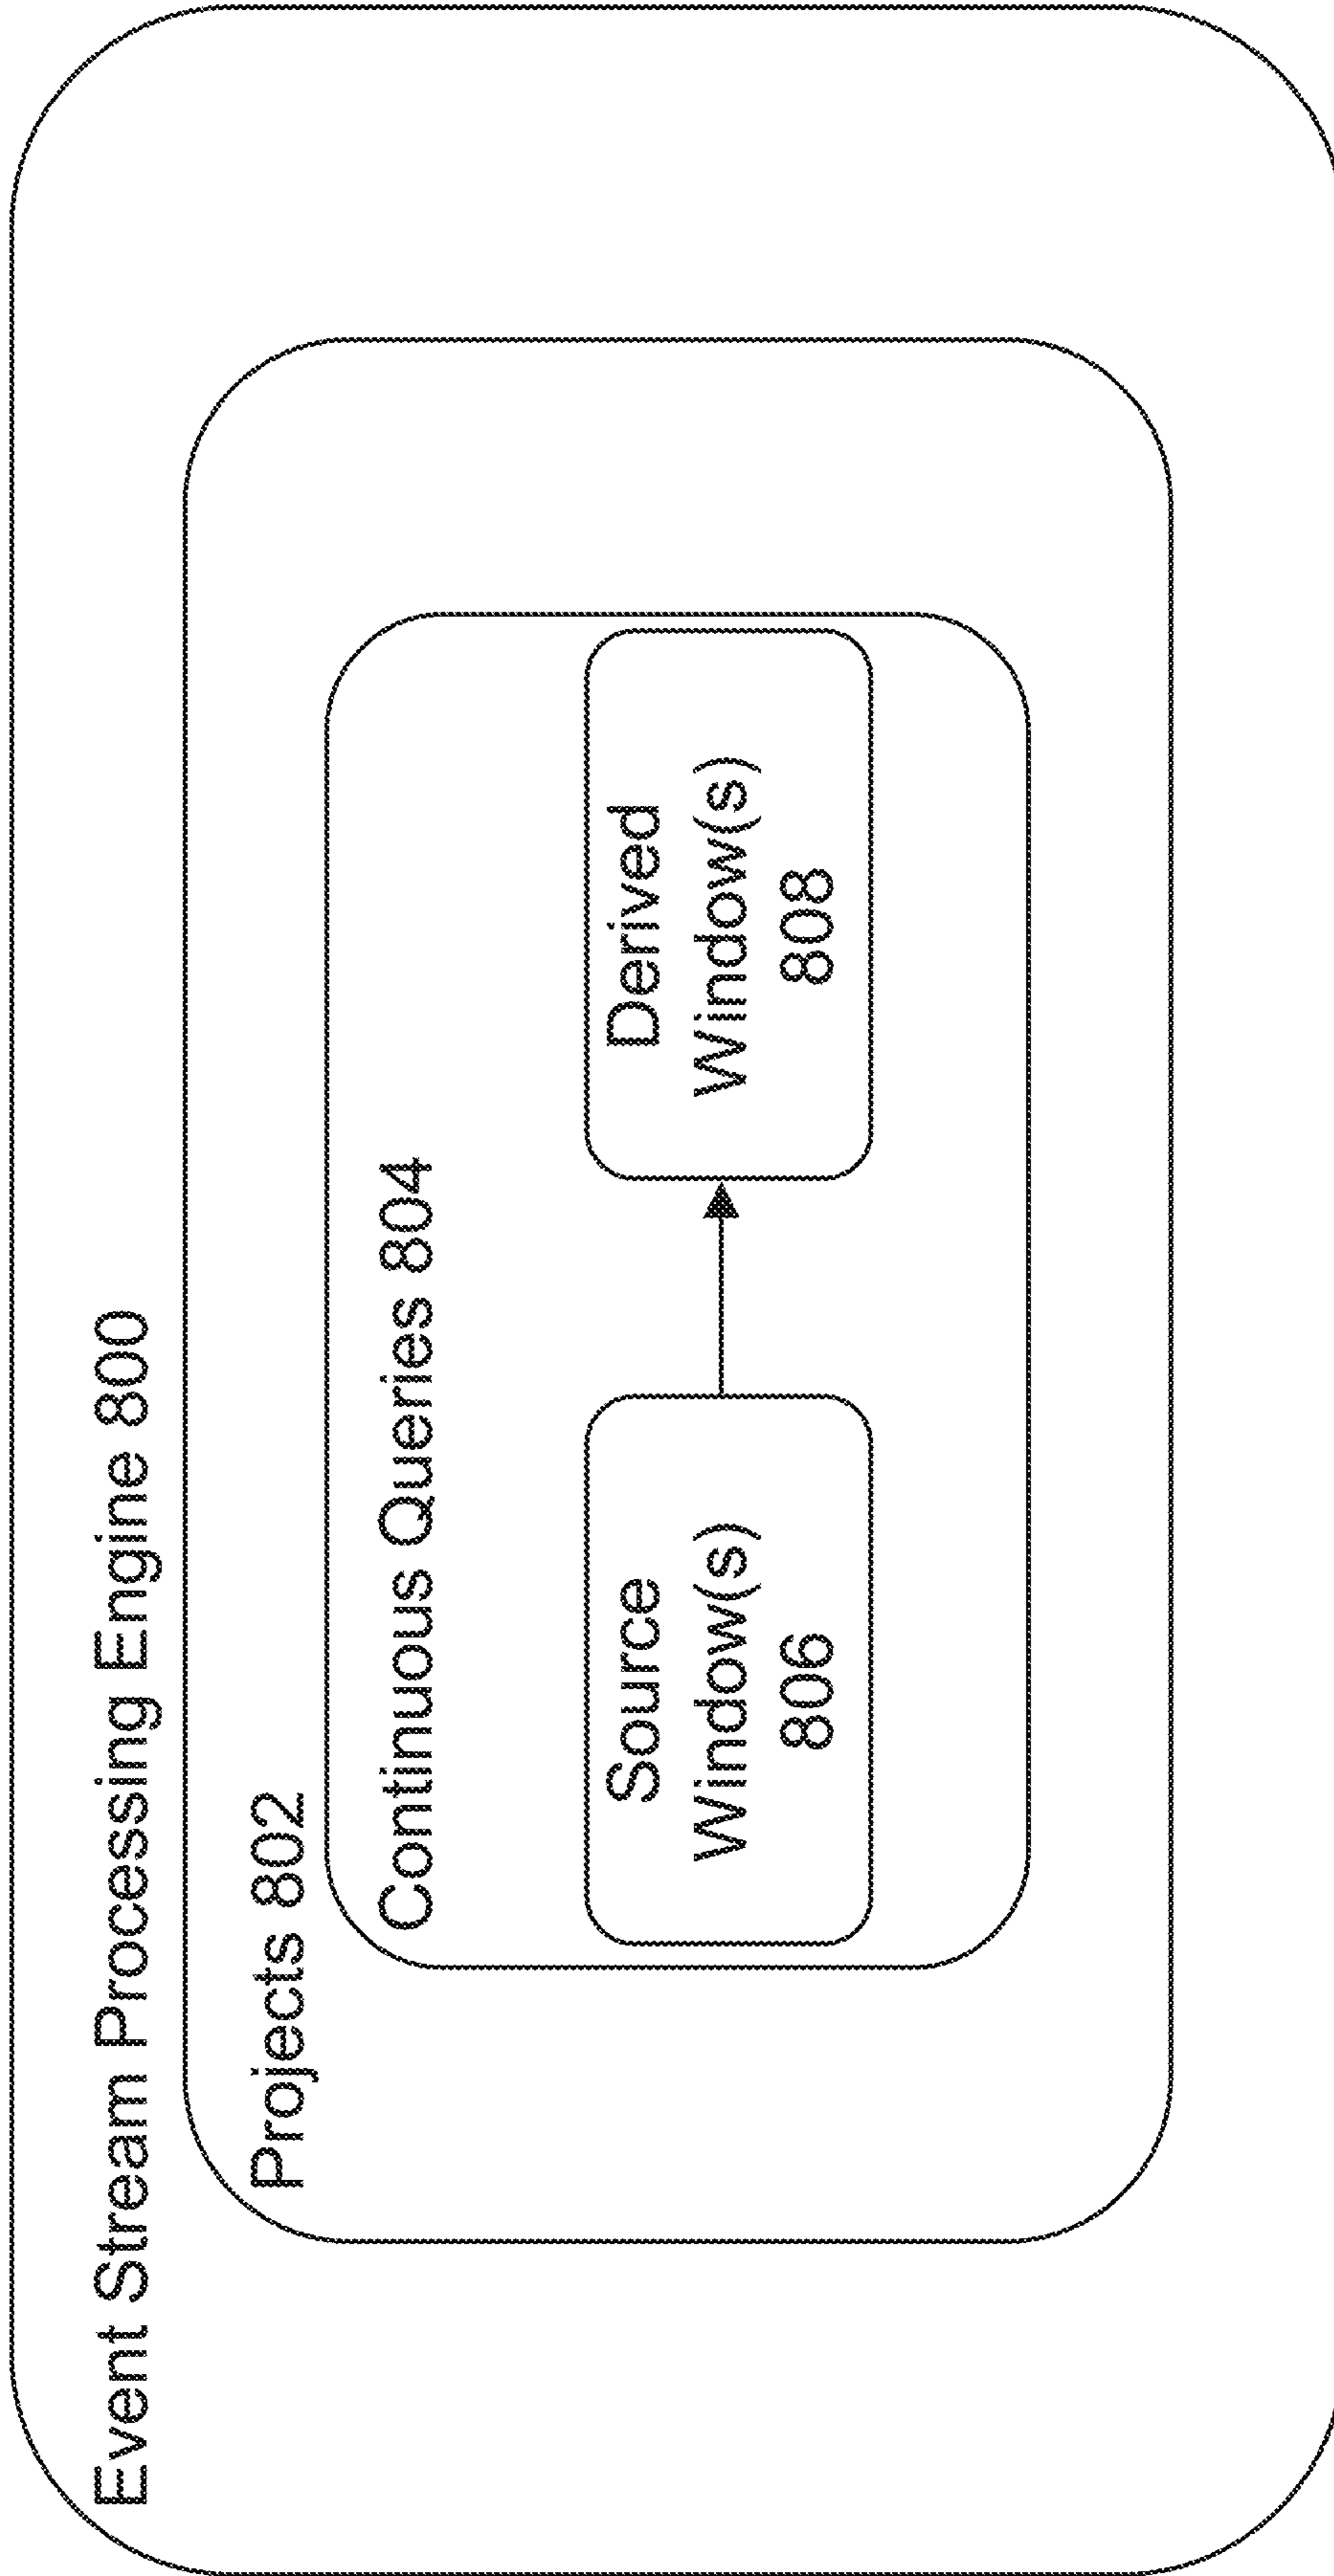 Event Stream Processing Engine 800
Projects 802
Continuous Queries 804
Source
Window(s)
806
Derived
Window(s)
808